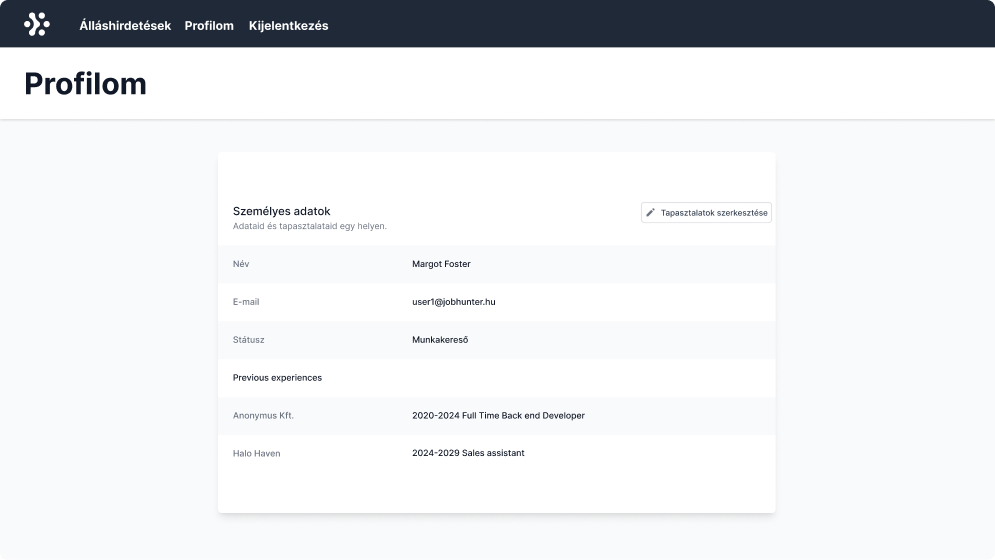 Álláshirdetések Profilom Kijelentkezés
Profilom
Személyes adatok
Tapasztalatok szerkesztése
Adataid és tapasztalataid egy helyen.
Név Margot Foster
E-mail user1@jobhunter.hu
Státusz Munkakereső
Previous experiences
Anonymus Kft. 2020-2024 Full Time Back end Developer
Halo Haven 2024-2029 Sales assistant